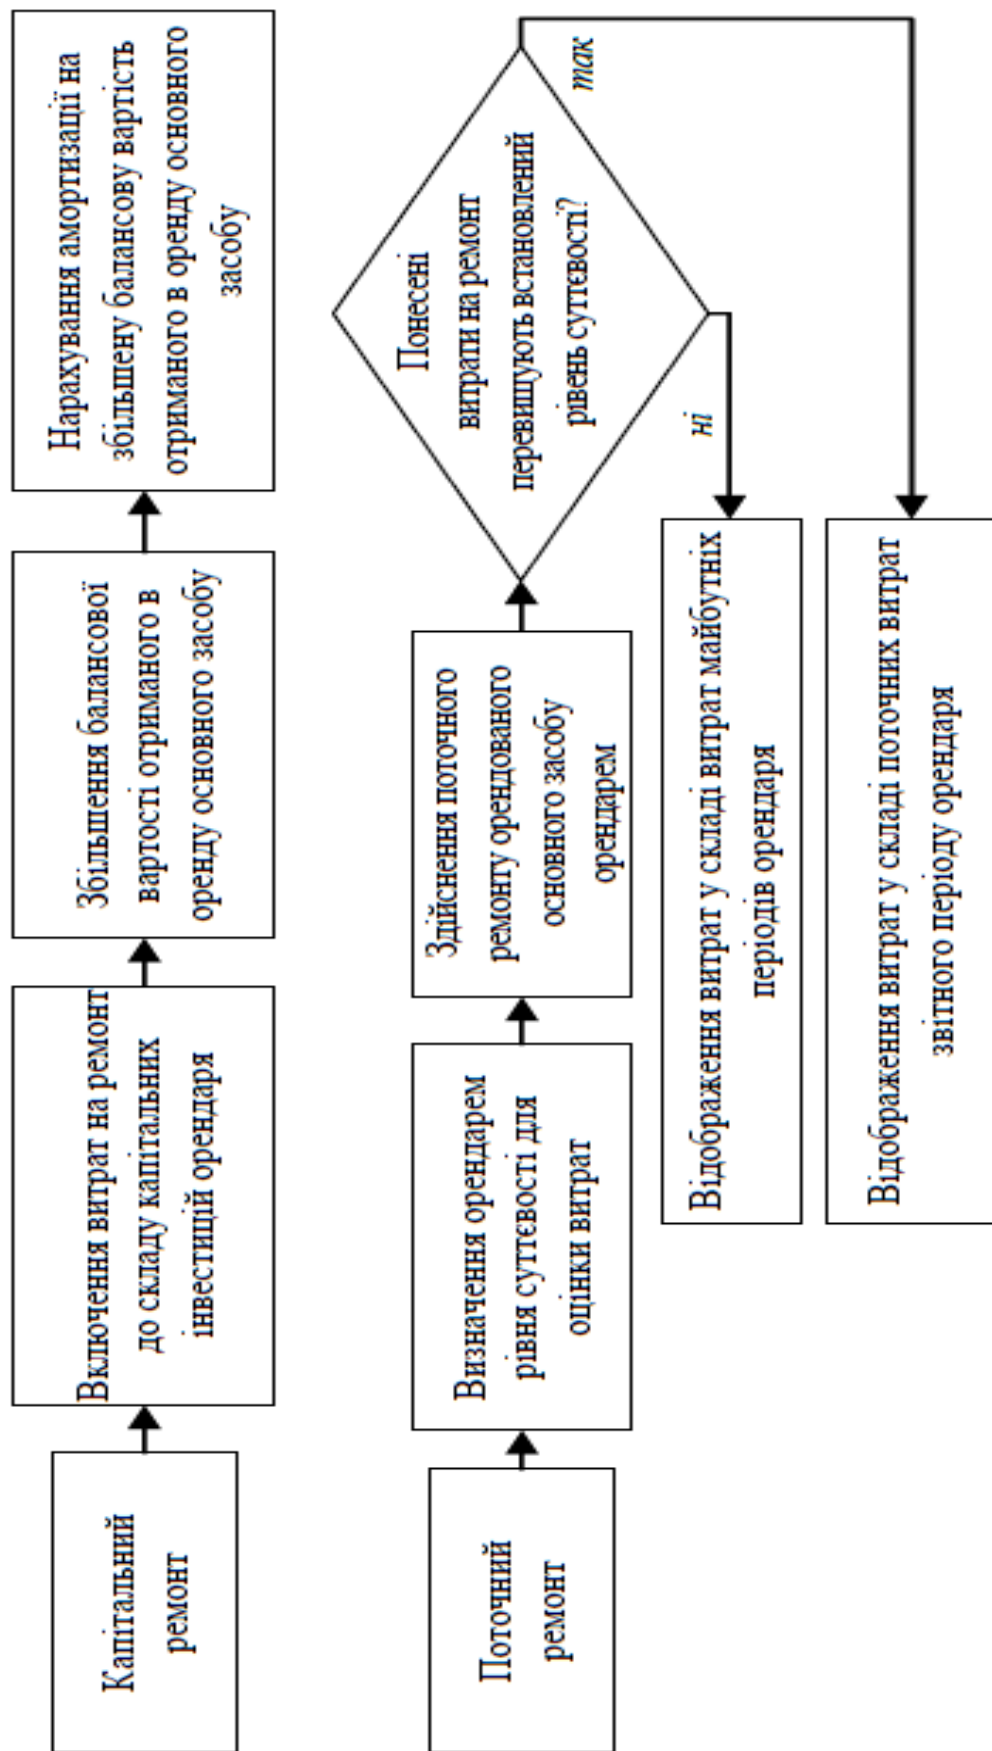 Капітальний
ремонт
Включення витрат на ремонт
до складу капітальних
інвестицій орендаря
Збільшення балансової
вартості отриманого в
оренду основного засобу
Нарахування амортизації на
збільшену балансову вартість
отриманого в оренду основного
засобу
Поточний
ремонт
Визначення орендарем
рівня суттєвості для
оцінки витрат
Здійснення поточного
ремонту орендованого
основного засобу
орендарем
Понесені
витрати на ремонт
перевищують встановлений
рівень суттєвості?
так
ні
Відображення витрат у складі витрат майбутніх
періодів орендаря
Відображення витрат у складі поточних витрат
звітного періоду орендаря